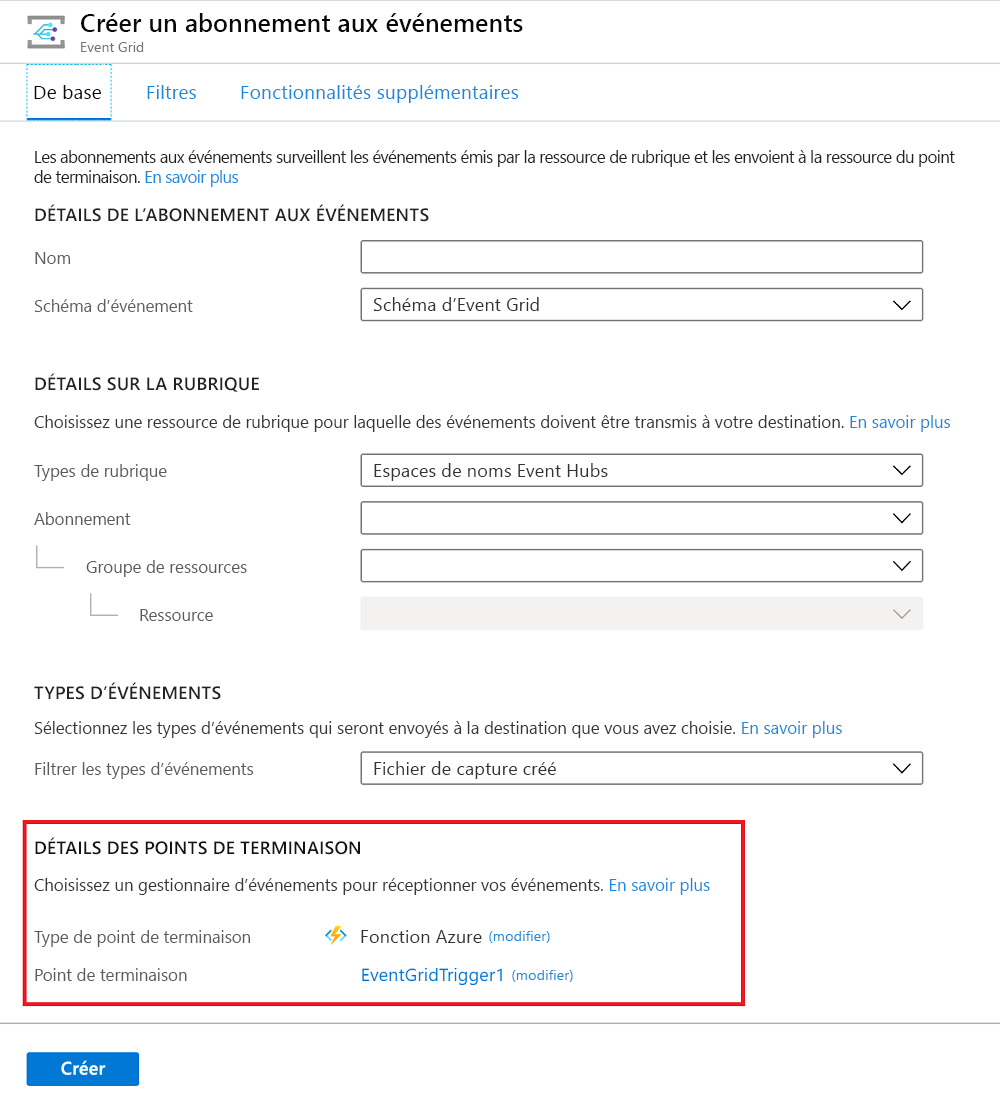 Créer un abonnement aux événements
Event Grid
De base
Filtres
Fonctionnalités supplémentaires
Les abonnements aux événements surveillent les événements émis par la ressource de rubrique et les envoient à la ressource du point
de terminaison. En savoir plus
DÉTAILS DE L’ABONNEMENT AUX ÉVÉNEMENTS
Nom
Schéma d’événement
Schéma d’Event Grid
DÉTAILS SUR LA RUBRIQUE
Choisissez une ressource de rubrique pour laquelle des événements doivent être transmis à votre destination. En savoir plus
Types de rubrique
Espaces de noms Event Hubs
Abonnement
Groupe de ressources
Ressource
TYPES D’ÉVÉNEMENTS
Sélectionnez les types d’événements qui seront envoyés à la destination que vous avez choisie. En savoir plus
Filtrer les types d’événements
Fichier de capture créé
DÉTAILS DES POINTS DE TERMINAISON
Choisissez un gestionnaire d’événements pour réceptionner vos événements. En savoir plus
Type de point de terminaison
Fonction Azure (modifier)
Point de terminaison
EventGridTrigger1 (modifier)
Créer